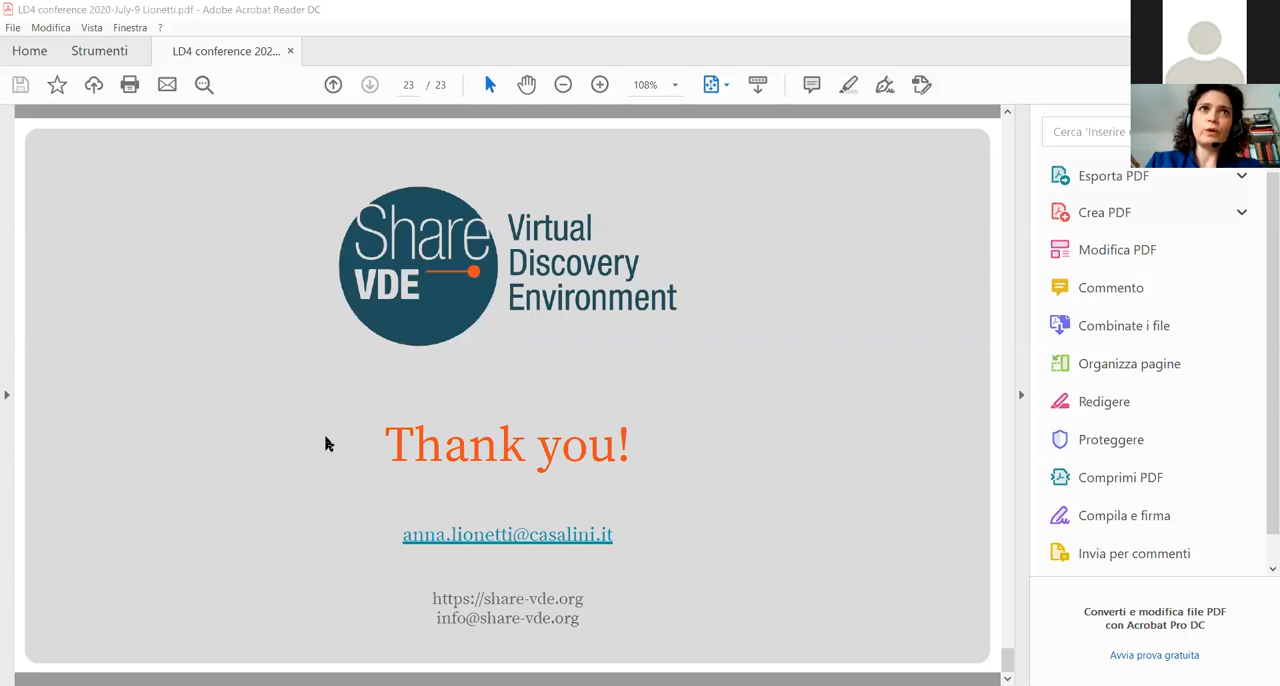 LD4 conference 2020-July-9 Lionetti.pdf - Adobe Acrobat Reader DC
File Modifica Vista Finestra ?
Home Strumenti LD4 conference 202... ×
23 / 23 108%
Cerca 'Inserire
Esporta PDF
Crea PDF
Modifica PDF
Commento
Combinate i file
Organizza pagine
Redigere
Proteggere
Comprimi PDF
Compila e firma
Invia per commenti
Converti e modifica file PDF
con Acrobat Pro DC
Avvia prova gratuita
Share
VDE
Virtual
Discovery
Environment
Thank you!
anna.lionetti@casalini.it
https://share-vde.org
info@share-vde.org